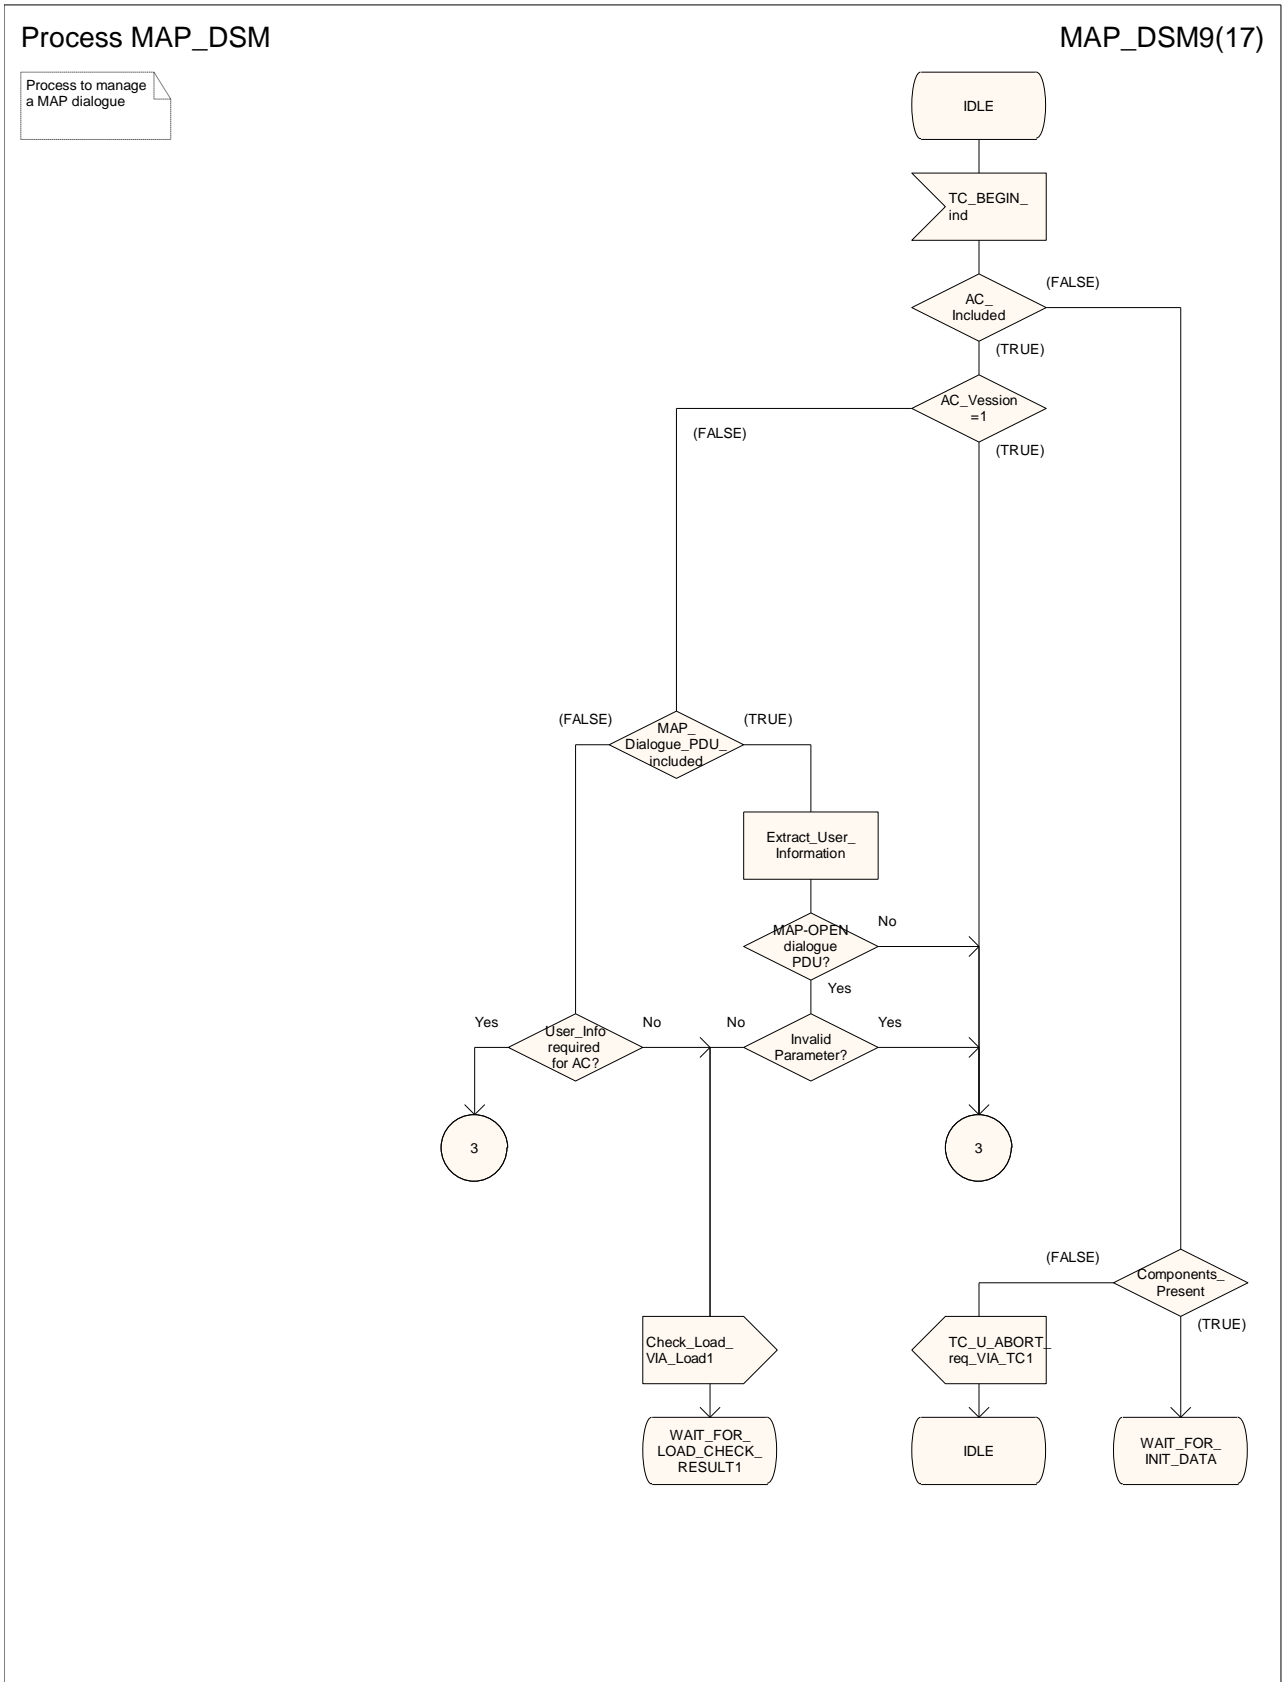 Process MAP_DSM
MAP_DSM9(17)
Process to manage
a MAP dialogue
IDLE
TC_BEGIN_
ind
(FALSE)
AC_
Included
(TRUE)
AC_Vession
=1
(FALSE)
(TRUE)
(FALSE)
(TRUE)
MAP_
Dialogue_PDU_
included
Extract_User_
Information
No
MAP-OPEN
dialogue
PDU?
Yes
Yes
No
No
Yes
User_Info
required
for AC?
Invalid
Parameter?
3
3
(FALSE)
Components_
Present
(TRUE)
Check_Load_
VIA_Load1
TC_U_ABORT_
req_VIA_TC1
WAIT_FOR_
LOAD_CHECK_
RESULT1
IDLE
WAIT_FOR_
INIT_DATA